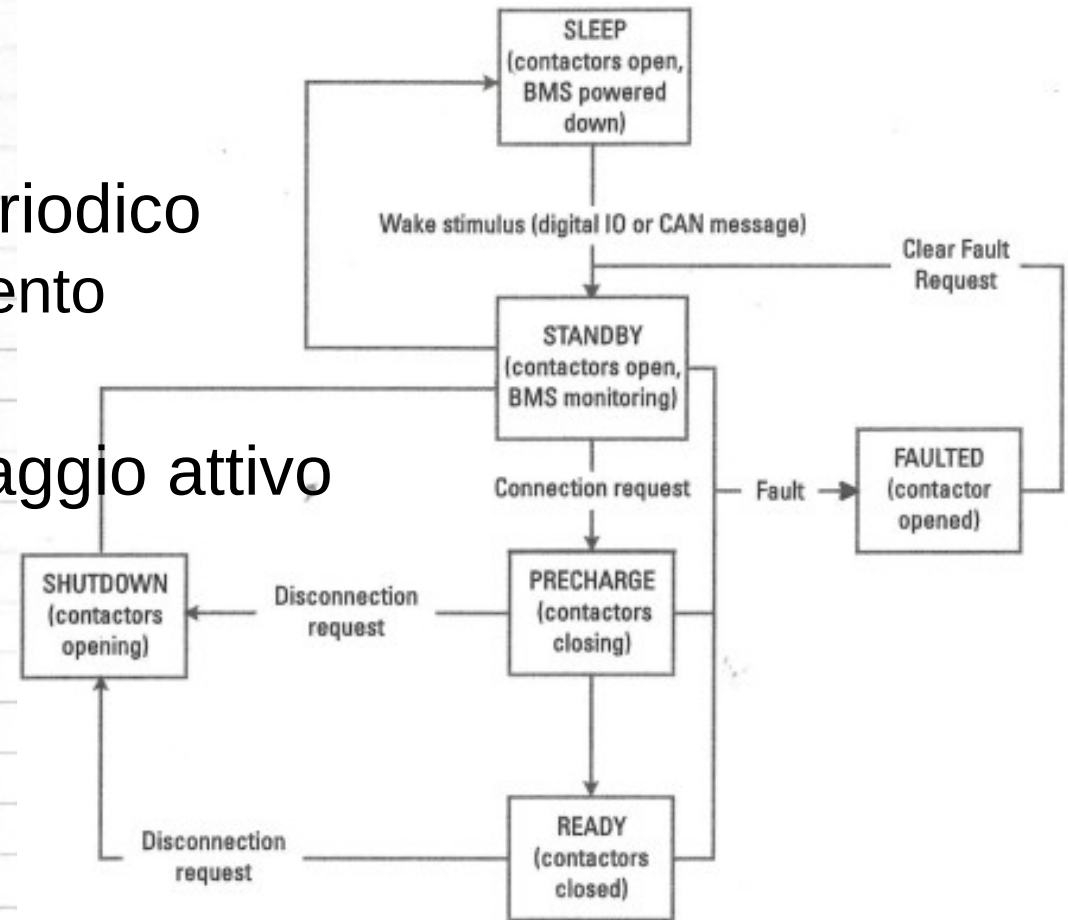 SLEEP
(contactors open,
BMS powered
down)
riodico
Wake stimulus (digital IO or CAN message)
Clear Fault
Request
ento
STANDBY
(contactors open,
BMS monitoring)
aggio attivo
Connection request
Fault
FAULTED
(contactor
opened)
SHUTDOWN
(contactors
opening)
Disconnection
request
PRECHARGE
(contactors
closing)
Disconnection
request
READY
(contactors
closed)